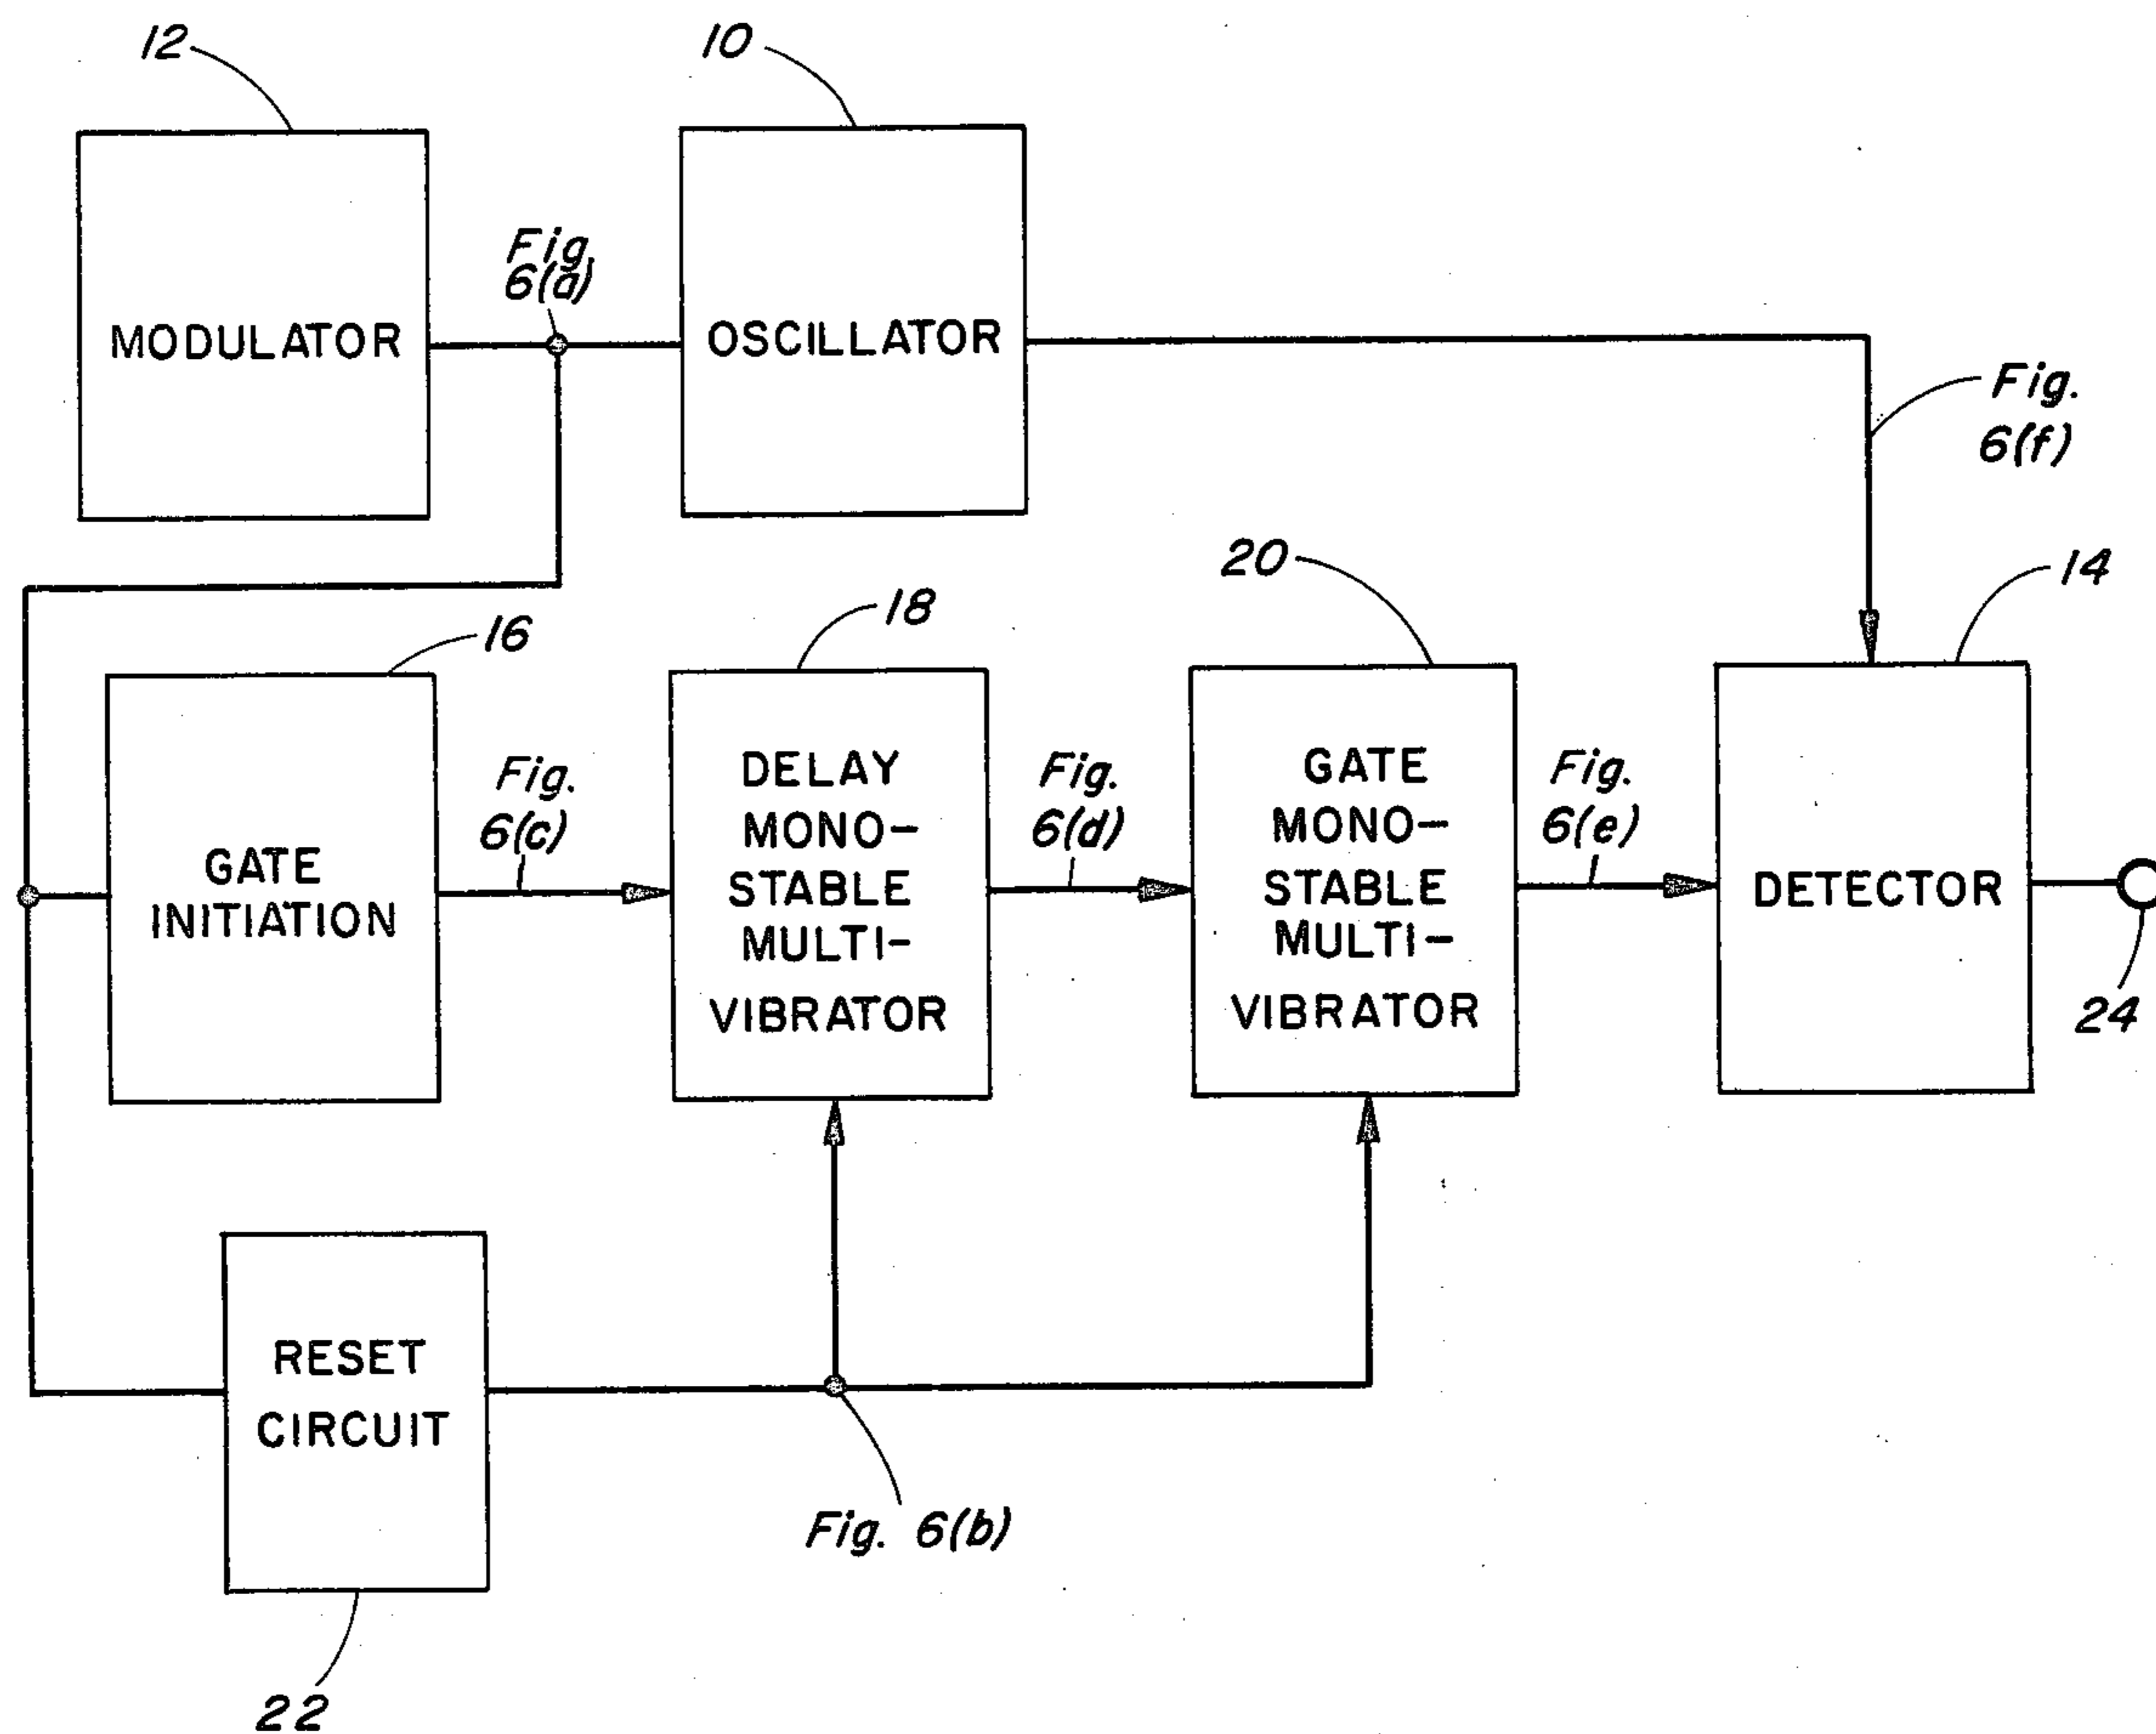 12
10
Fig.
6(a)
MODULATOR
OSCILLATOR
Fig.
6(f)
20
14
18
16
Fig.
6(c)
DELAY
MONO-
STABLE
MULTI-
VIBRATOR
Fig.
6(d)
GATE
MONO-
STABLE
MULTI-
VIBRATOR
Fig.
6(e)
GATE
INITIATION
DETECTOR
24
RESET
CIRCUIT
Fig. 6(b)
22